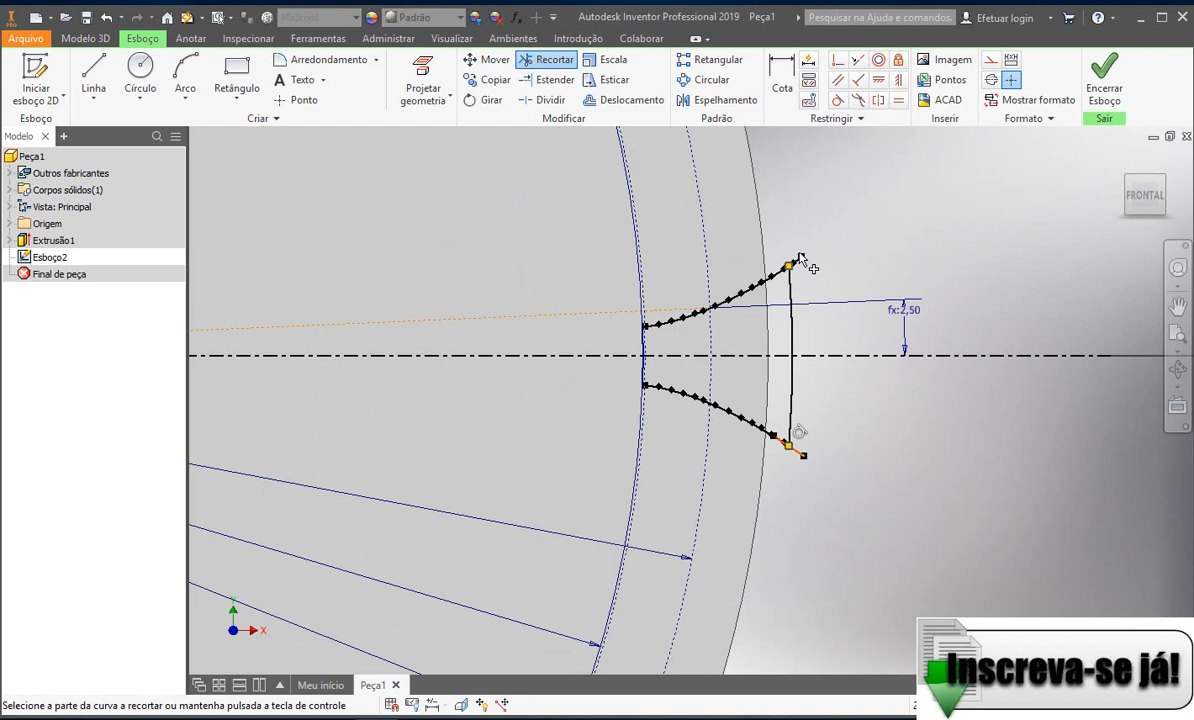 Material
Padrão
Autodesk Inventor Professional 2019 Peça1
Pesquisar na Ajuda e comandos.
Efetuar login
Arquivo
Modelo 3D
Esboço
Anotar
Inspecionar
Ferramentas
Administrar
Visualizar
Ambientes
Introdução
Colaborar
Iniciar
esboço 2D
Esboço
Linha
Círculo
Arco
Retângulo
Arredondamento
Texto
Ponto
Criar
Projetar
geometria
Mover
Copiar
Girar
Recortar
Estender
Dividir
Escala
Esticar
Deslocamento
Modificar
Retangular
Circular
Espelhamento
Padrão
Cota
Restringir
Imagem
Pontos
ACAD
Inserir
Mostrar formato
Formato
Encerrar
Esboço
Sair
Modelo
Peça1
Outros fabricantes
Corpos sólidos(1)
Vista: Principal
Origem
Extrusão1
Esboço2
Final de peça
FRONTAL
fx:2,50
Y
X
Meu início
Peça1
Selecione a parte da curva a recortar ou mantenha pulsada a tecla de controle
Inscreva-se já!